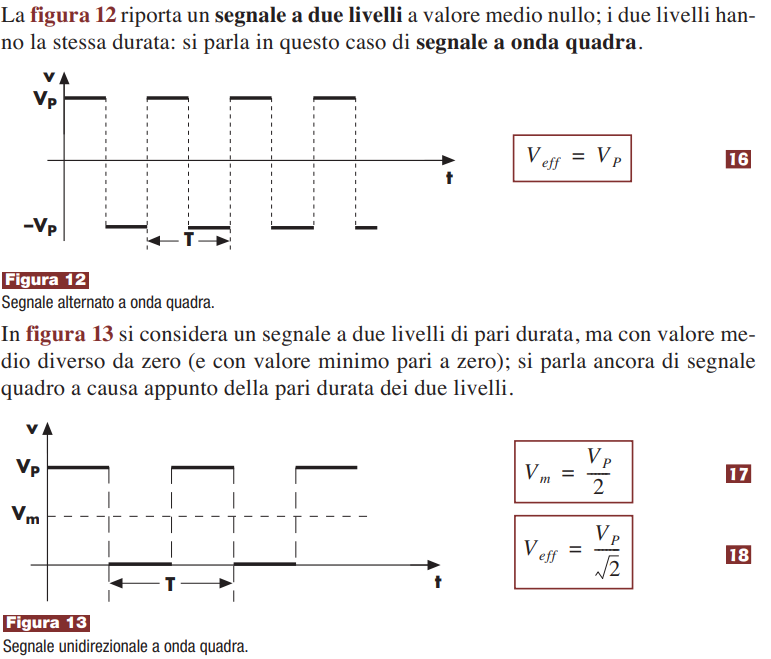 La figura 12 riporta un segnale a due livelli a valore medio nullo; i due livelli han-
no la stessa durata: si parla in questo caso di segnale a onda quadra.
v
VP
t
–VP
T
Veff = VP
16
Figura 12
Segnale alternato a onda quadra.
In figura 13 si considera un segnale a due livelli di pari durata, ma con valore me-
dio diverso da zero (e con valore minimo pari a zero); si parla ancora di segnale
quadro a causa appunto della pari durata dei due livelli.
v
VP
Vm
T
t
Vm = VP/2
17
Veff = VP/√2
18
Figura 13
Segnale unidirezionale a onda quadra.